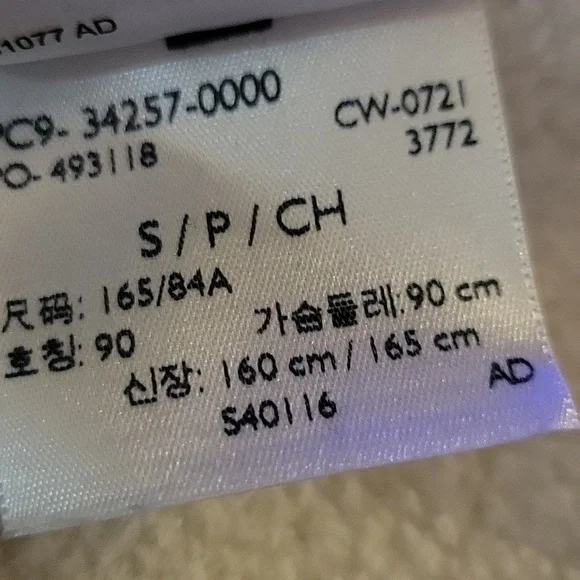 1077 AD
PC9- 34257-0000
CW-0721
PO- 493118
3772
S / P / CH
尺码: 165/84A
호칭: 90
가슴둘레: 90 cm
신장: 160 cm / 165 cm
S40116
AD